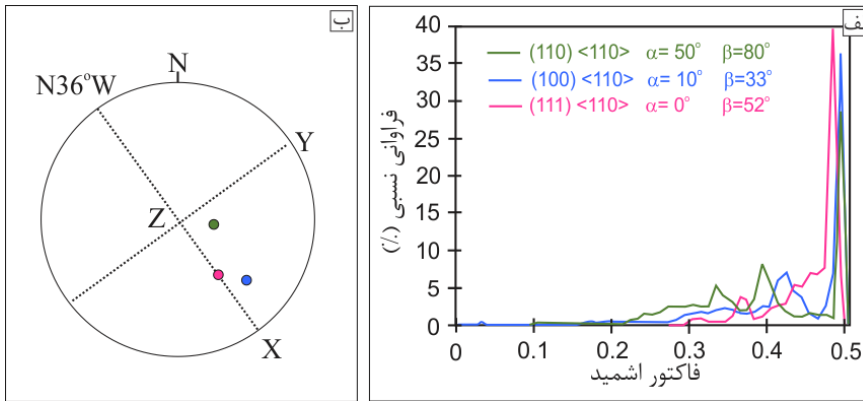 ب
N
N36°W
Y
Z
X
الف
(110) <110> α= 50° β=80°
(100) <110> α= 10° β=33°
(111) <110> α= 0° β=52°
فراوانی نسبی (٪)
40
35
30
25
20
15
10
5
0
0 0.1 0.2 0.3 0.4 0.5
فاکتور اشمید